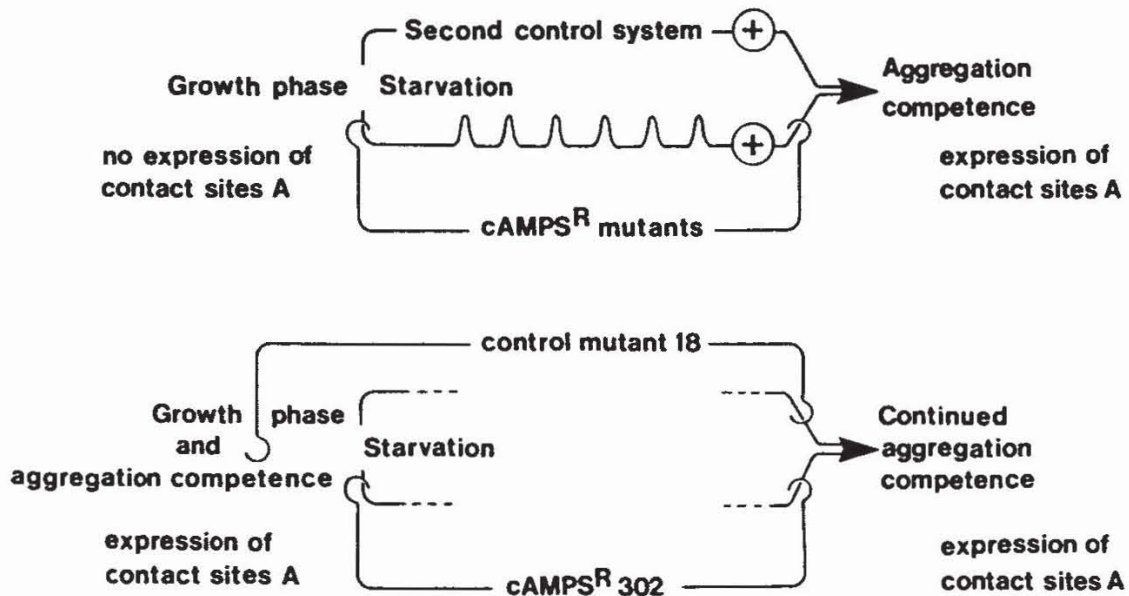 Second control system +
Growth phase Starvation
Aggregation
competence
+
no expression of
contact sites A
expression of
contact sites A
cAMPS^R mutants
control mutant 18
Growth phase
and
aggregation competence
Starvation
Continued
aggregation
competence
expression of
contact sites A
expression of
contact sites A
cAMPS^R 302